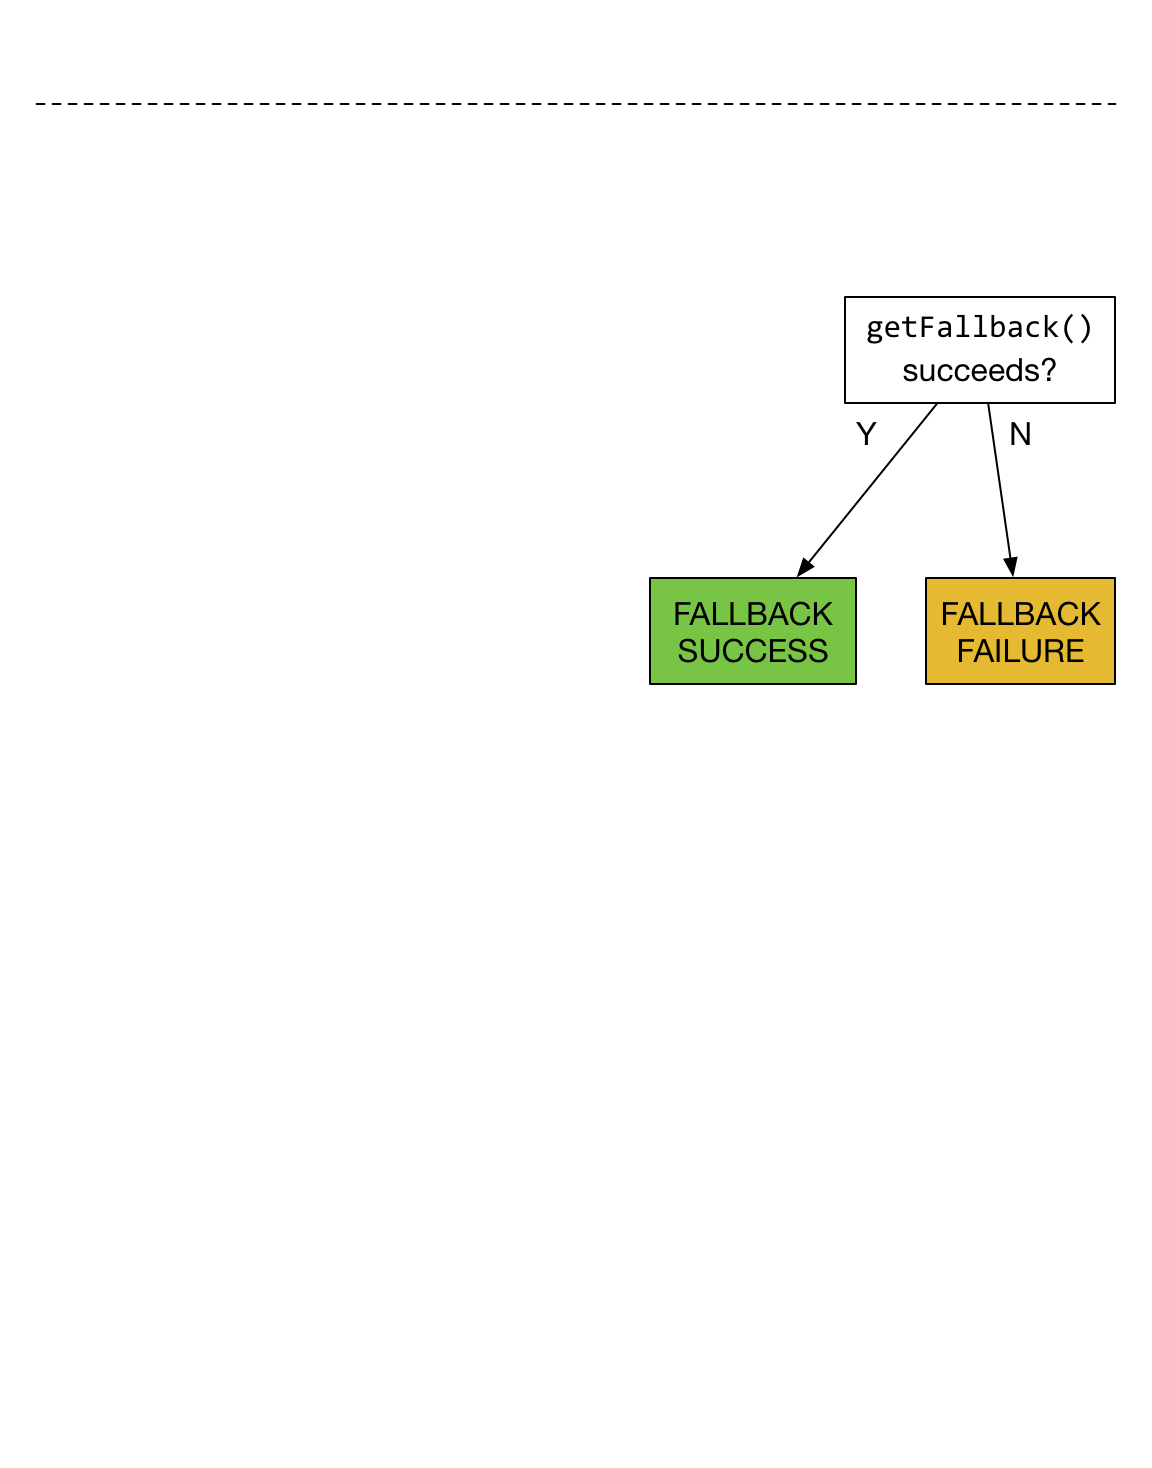 getFallback()
succeeds?
Y
N
FALLBACK
SUCCESS
FALLBACK
FAILURE